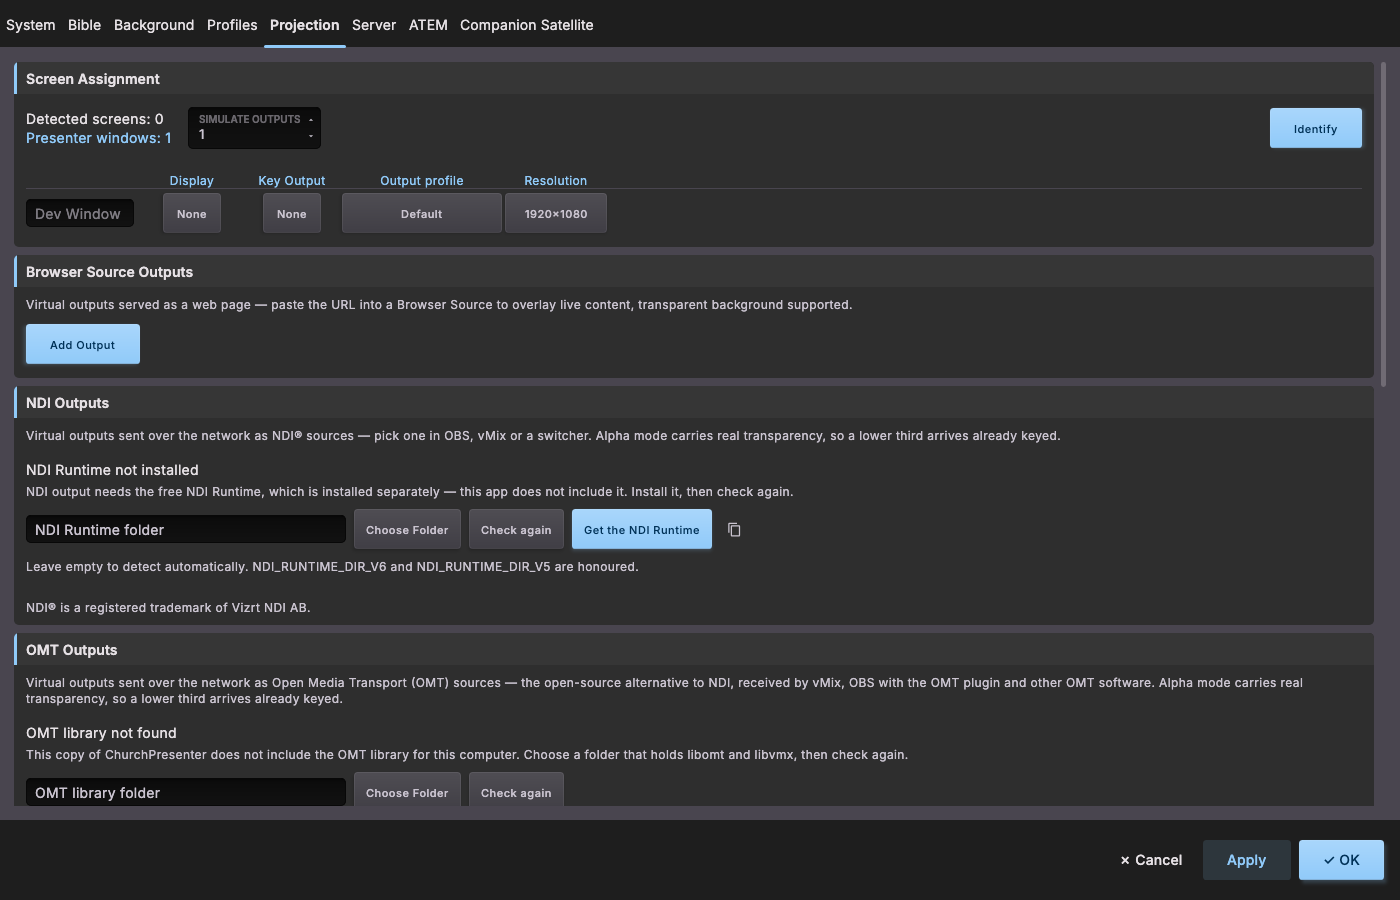 System Bible Background Profiles Projection Server ATEM Companion Satellite
Screen Assignment
Detected screens: 0
Presenter windows: 1
SIMULATE OUTPUTS
1
Identify
Display Key Output Output profile Resolution
Dev Window None None Default 1920×1080
Browser Source Outputs
Virtual outputs served as a web page — paste the URL into a Browser Source to overlay live content, transparent background supported.
Add Output
NDI Outputs
Virtual outputs sent over the network as NDI® sources — pick one in OBS, vMix or a switcher. Alpha mode carries real transparency, so a lower third arrives already keyed.
NDI Runtime not installed
NDI output needs the free NDI Runtime, which is installed separately — this app does not include it. Install it, then check again.
NDI Runtime folder Choose Folder Check again Get the NDI Runtime
Leave empty to detect automatically. NDI_RUNTIME_DIR_V6 and NDI_RUNTIME_DIR_V5 are honoured.
NDI® is a registered trademark of Vizrt NDI AB.
OMT Outputs
Virtual outputs sent over the network as Open Media Transport (OMT) sources — the open-source alternative to NDI, received by vMix, OBS with the OMT plugin and other OMT software. Alpha mode carries real
transparency, so a lower third arrives already keyed.
OMT library not found
This copy of ChurchPresenter does not include the OMT library for this computer. Choose a folder that holds libomt and libvmx, then check again.
OMT library folder Choose Folder Check again
× Cancel Apply ✓ OK